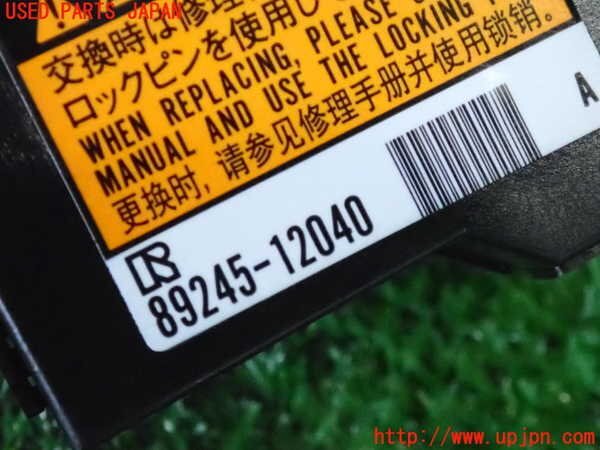 USED PARTS JAPAN
交換時は修理
ロックピンを使用し
WHEN REPLACING, PLEASE
MANUAL AND USE THE LOCKING
更换时,请参见修理手册并使用锁销。
A
89245-12040
http://www.upjpn.com/